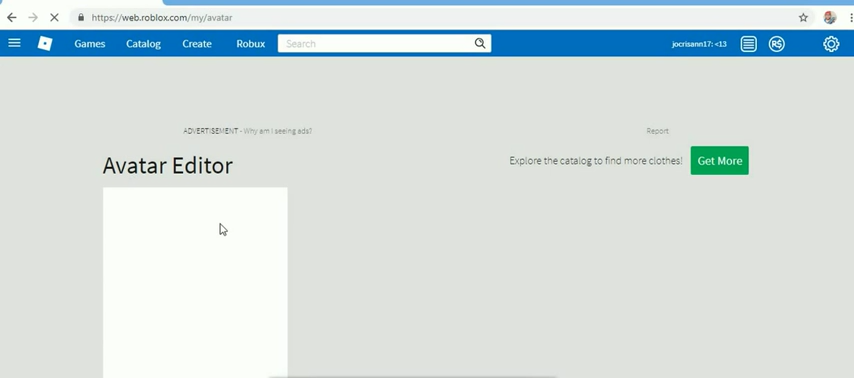 https://web.roblox.com/my/avatar
Games Catalog Create Robux Search jocrisann17: <13 R$
ADVERTISEMENT - Why am I seeing ads? Report
Avatar Editor Explore the catalog to find more clothes! Get More